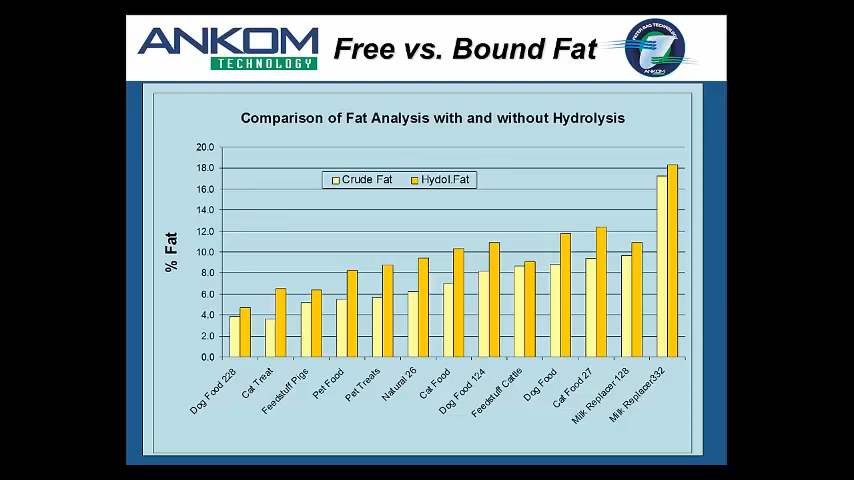 ANKOM
TECHNOLOGY
Free vs. Bound Fat
ANKOM
Comparison of Fat Analysis with and without Hydrolysis
Crude Fat
Hydol.Fat
% Fat
20.0
18.0
16.0
14.0
12.0
10.0
8.0
6.0
4.0
2.0
0.0
Dog Food 228
Cat Treat
Feedstuff Pigs
Pet Food
Pet Treats
Natural 26
Cat Food
Dog Food 124
Feedstuff Cattle
Dog Food
Cat Food 27
Milk Replacer 128
Milk Replacer332